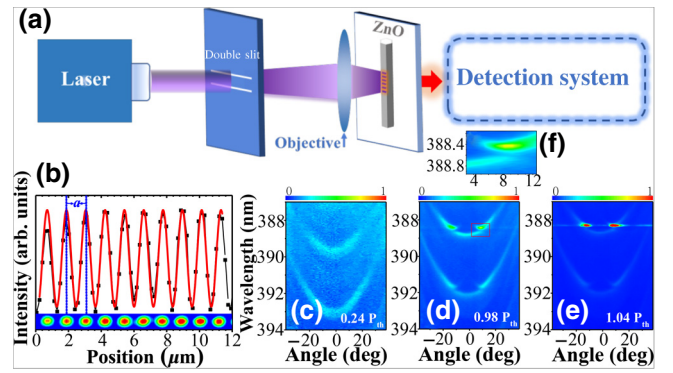 (a)
Laser
Double slit
Objective
ZnO
Detection system
(f)
388.4
388.8
4 8 12
(b)
a
Intensity (arb. units)
0 2 4 6 8 10 12
Position (μm)
Wavelength (nm)
0 1
388
390
392
394
(c)
0.24 Pth
−20 0 20
Angle (deg)
0 1
388
390
392
394
(d)
0.98 Pth
−20 0 20
Angle (deg)
0 1
388
390
392
394
(e)
1.04 Pth
−20 0 20
Angle (deg)